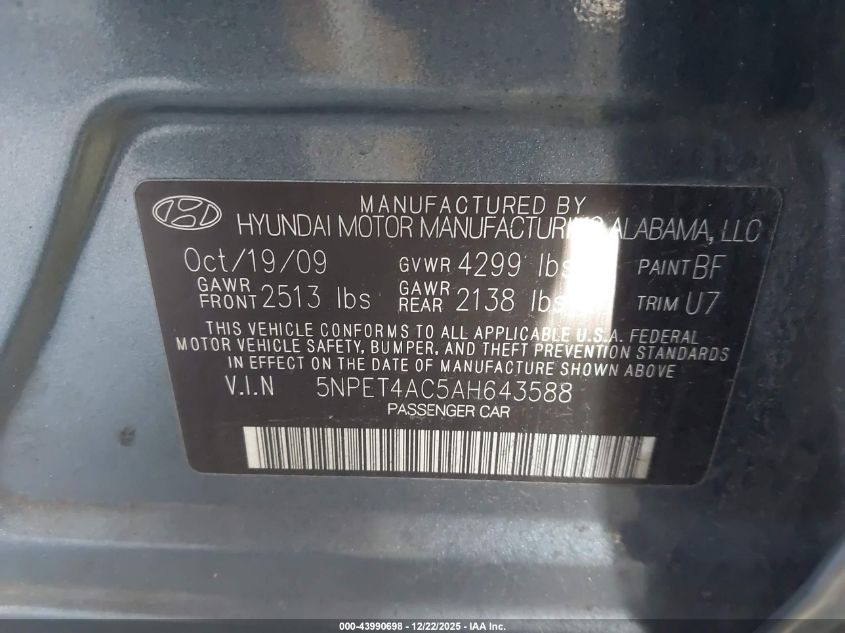 MANUFACTURED BY
HYUNDAI MOTOR MANUFACTURING ALABAMA, LLC
Oct/19/09 GVWR 4299 lbs PAINT BF
GAWR FRONT 2513 lbs GAWR REAR 2138 lbs TRIM U7
THIS VEHICLE CONFORMS TO ALL APPLICABLE U.S.A. FEDERAL
MOTOR VEHICLE SAFETY, BUMPER, AND THEFT PREVENTION STANDARDS
IN EFFECT ON THE DATE OF MANUFACTURE SHOWN ABOVE
V.I.N 5NPET4AC5AH643588
PASSENGER CAR
000-43990698 - 12/22/2025 - IAA Inc.